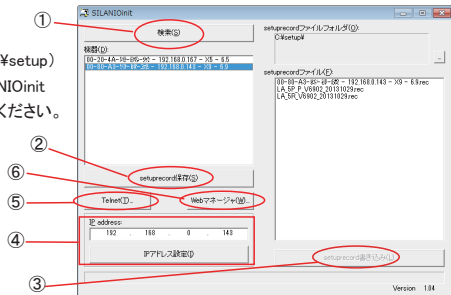 ①
②
⑥
⑤
④
③
¥setup)
NIOinit
ください。
SILANIOinit
検索(S)
機器(D):
00-80-A3- - 192.168.0.143 - X9 - 6.9
setuprecord保存(S)
Telnet(T)...
Webマネージャ(W)...
IP address:
192 . 168 . 0 . 143
IPアドレス設定(I)
setuprecordファイルフォルダ(O):
C:¥setup¥
...
setuprecordファイル(F):
192.168.0.143 - X9 - 6.9.rec
LA_5P_P_V6902_20131029.rec
LA_5R_V6902_20131029.rec
setuprecord書き込み(L)
Version 1.04